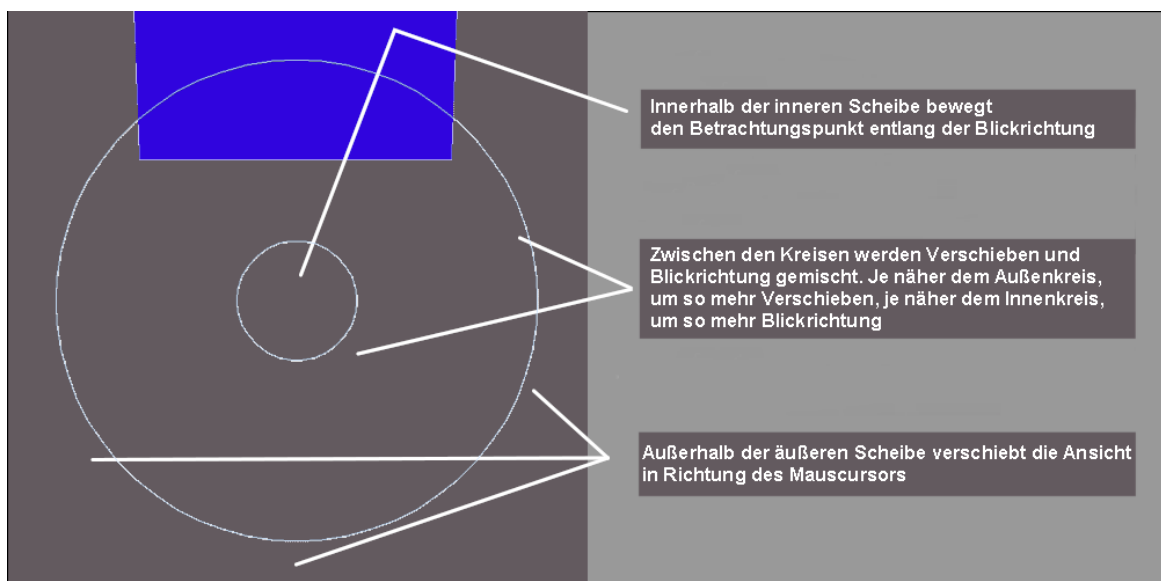 Innerhalb der inneren Scheibe bewegt
den Betrachtungspunkt entlang der Blickrichtung
Zwischen den Kreisen werden Verschieben und
Blickrichtung gemischt. Je näher dem Außenkreis,
um so mehr Verschieben, je näher dem Innenkreis,
um so mehr Blickrichtung
Außerhalb der äußeren Scheibe verschiebt die Ansicht
in Richtung des Mauscursors